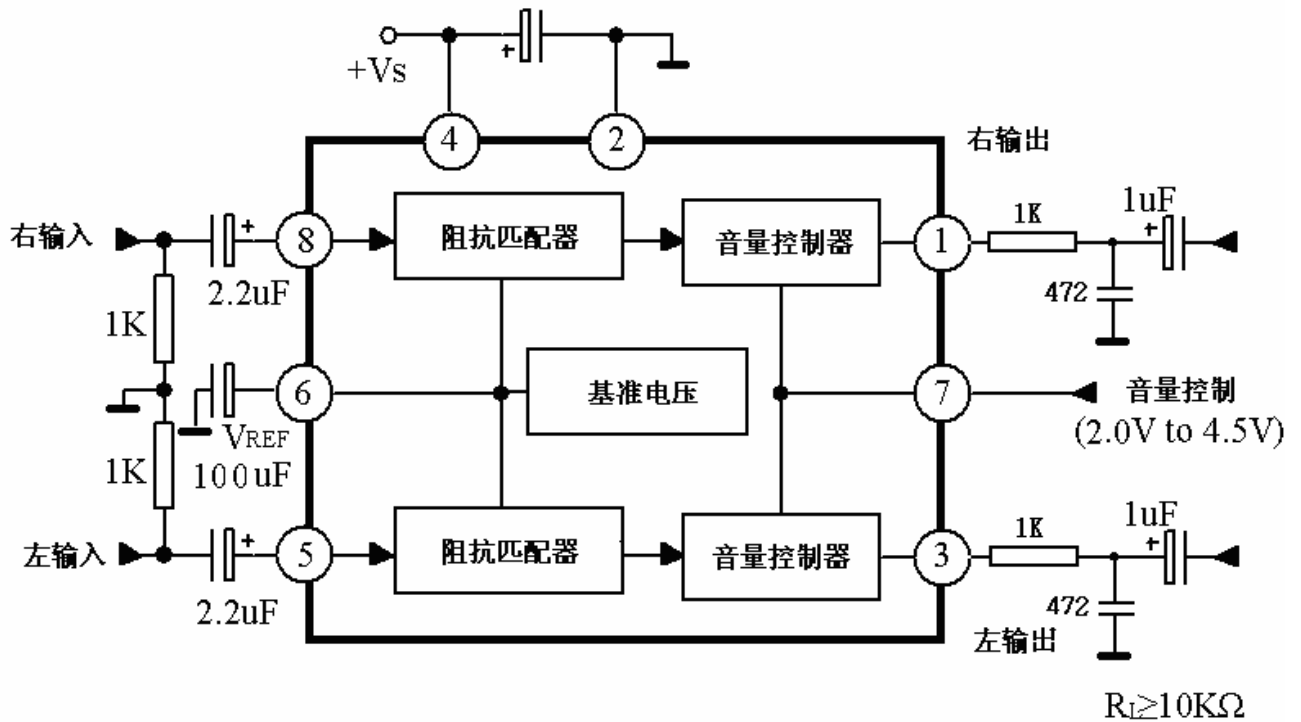 +Vs
+
4
2
右输出
右输入
+
8
阻抗匹配器
音量控制器
1
1K
1uF
+
2.2uF
472
1K
6
基准电压
7
音量控制
(2.0V to 4.5V)
VREF
100uF
1K
左输入
+
5
阻抗匹配器
音量控制器
3
1K
1uF
+
2.2uF
472
左输出
RL≥10KΩ